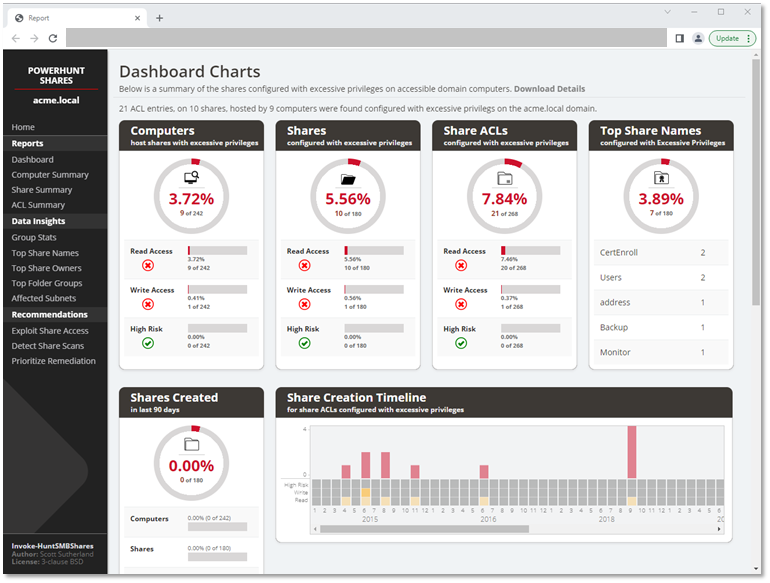 Report
Update
POWERHUNT
SHARES
acme.local
Home
Reports
Dashboard
Computer Summary
Share Summary
ACL Summary
Data Insights
Group Stats
Top Share Names
Top Share Owners
Top Folder Groups
Affected Subnets
Recommendations
Exploit Share Access
Detect Share Scans
Prioritize Remediation
Invoke-HuntSMBShares
Author: Scott Sutherland
License: 3-clause BSD
Dashboard Charts
Below is a summary of the shares configured with excessive privileges on accessible domain computers. Download Details
21 ACL entries, on 10 shares, hosted by 9 computers were found configured with excessive privilegs on the acme.local domain.
Computers
host shares with excessive privileges
3.72%
9 of 242
Read Access
3.72%
9 of 242
Write Access
0.41%
1 of 242
High Risk
0.00%
0 of 242
Shares
configured with excessive privileges
5.56%
10 of 180
Read Access
5.56%
10 of 180
Write Access
0.56%
1 of 180
High Risk
0.00%
0 of 180
Share ACLs
configured with excessive privileges
7.84%
21 of 268
Read Access
7.46%
20 of 268
Write Access
0.37%
1 of 268
High Risk
0.00%
0 of 268
Top Share Names
configured with Excessive Privileges
3.89%
7 of 180
CertEnroll 2
Users 2
address 1
Backup 1
Monitor 1
Shares Created
in last 90 days
0.00%
0 of 180
Computers 0.00% (0 of 242)
Shares 0.00% (0 of 180)
Share Creation Timeline
for share ACLs configured with excessive privileges
4
0
High Risk
Write
Read
1 2 3 4 5 6 7 8 9 10 11 12 1 2 3 4 5 6 7 8 9 10 11 12 1 2 3 4 5 6 7 8 9 10 11 12 1 2 3 4
2015 2016 2018 20